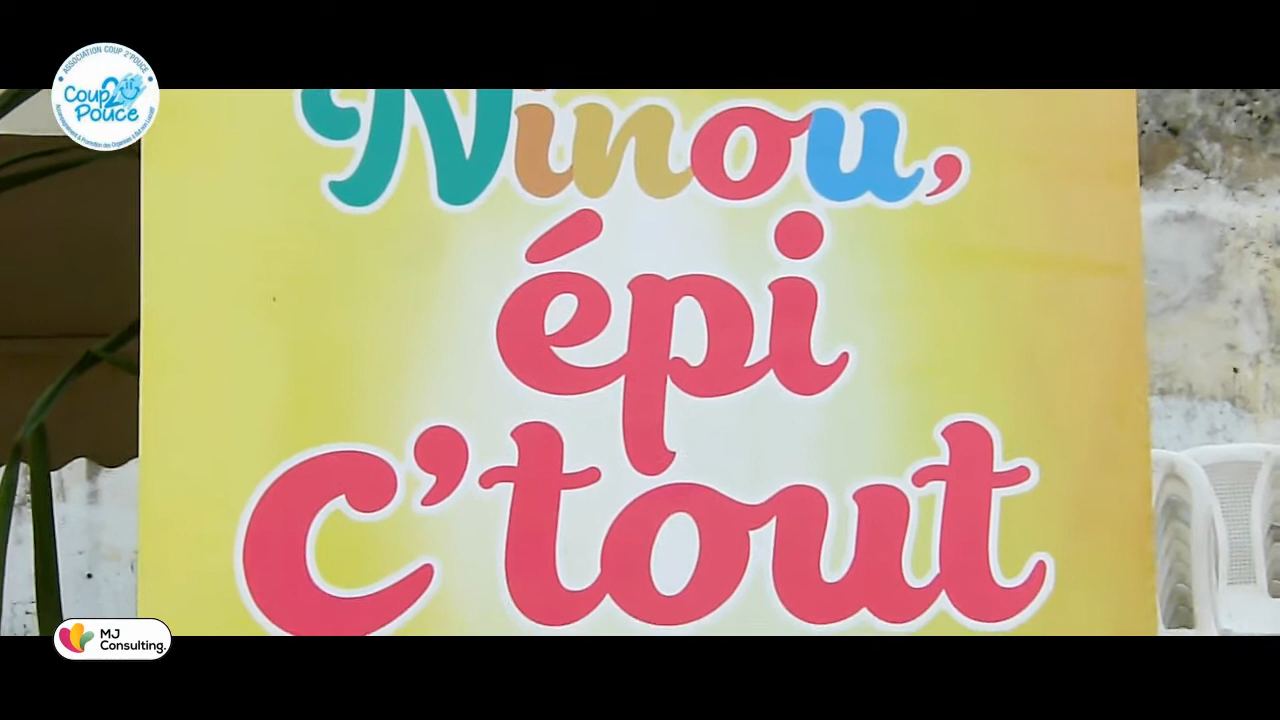 ASSOCIATION COUP 2'POUCE
Coup 2
Pouce
Ninou,
épi
c'tout
MJ
Consulting.